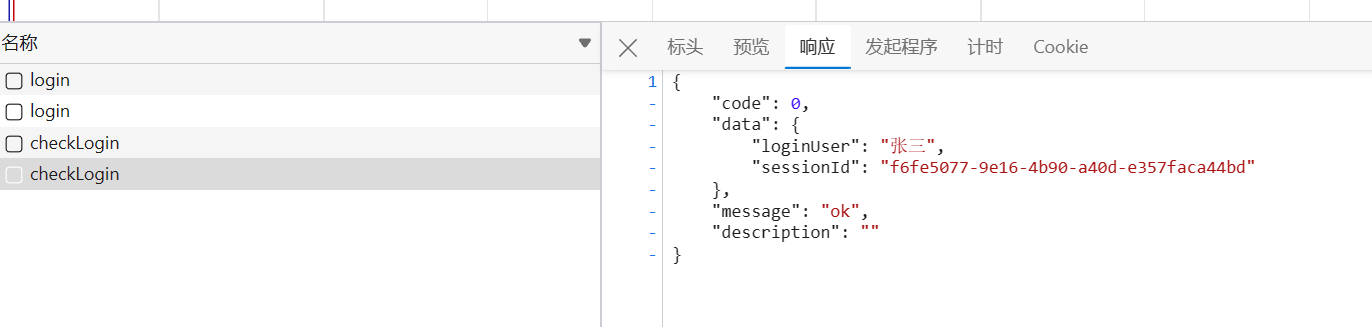 名称
login
login
checkLogin
checkLogin
标头 预览 响应 发起程序 计时 Cookie
1 {
- "code": 0,
- "data": {
- "loginUser": "张三",
- "sessionId": "f6fe5077-9e16-4b90-a40d-e357faca44bd"
- },
- "message": "ok",
- "description": ""
- }